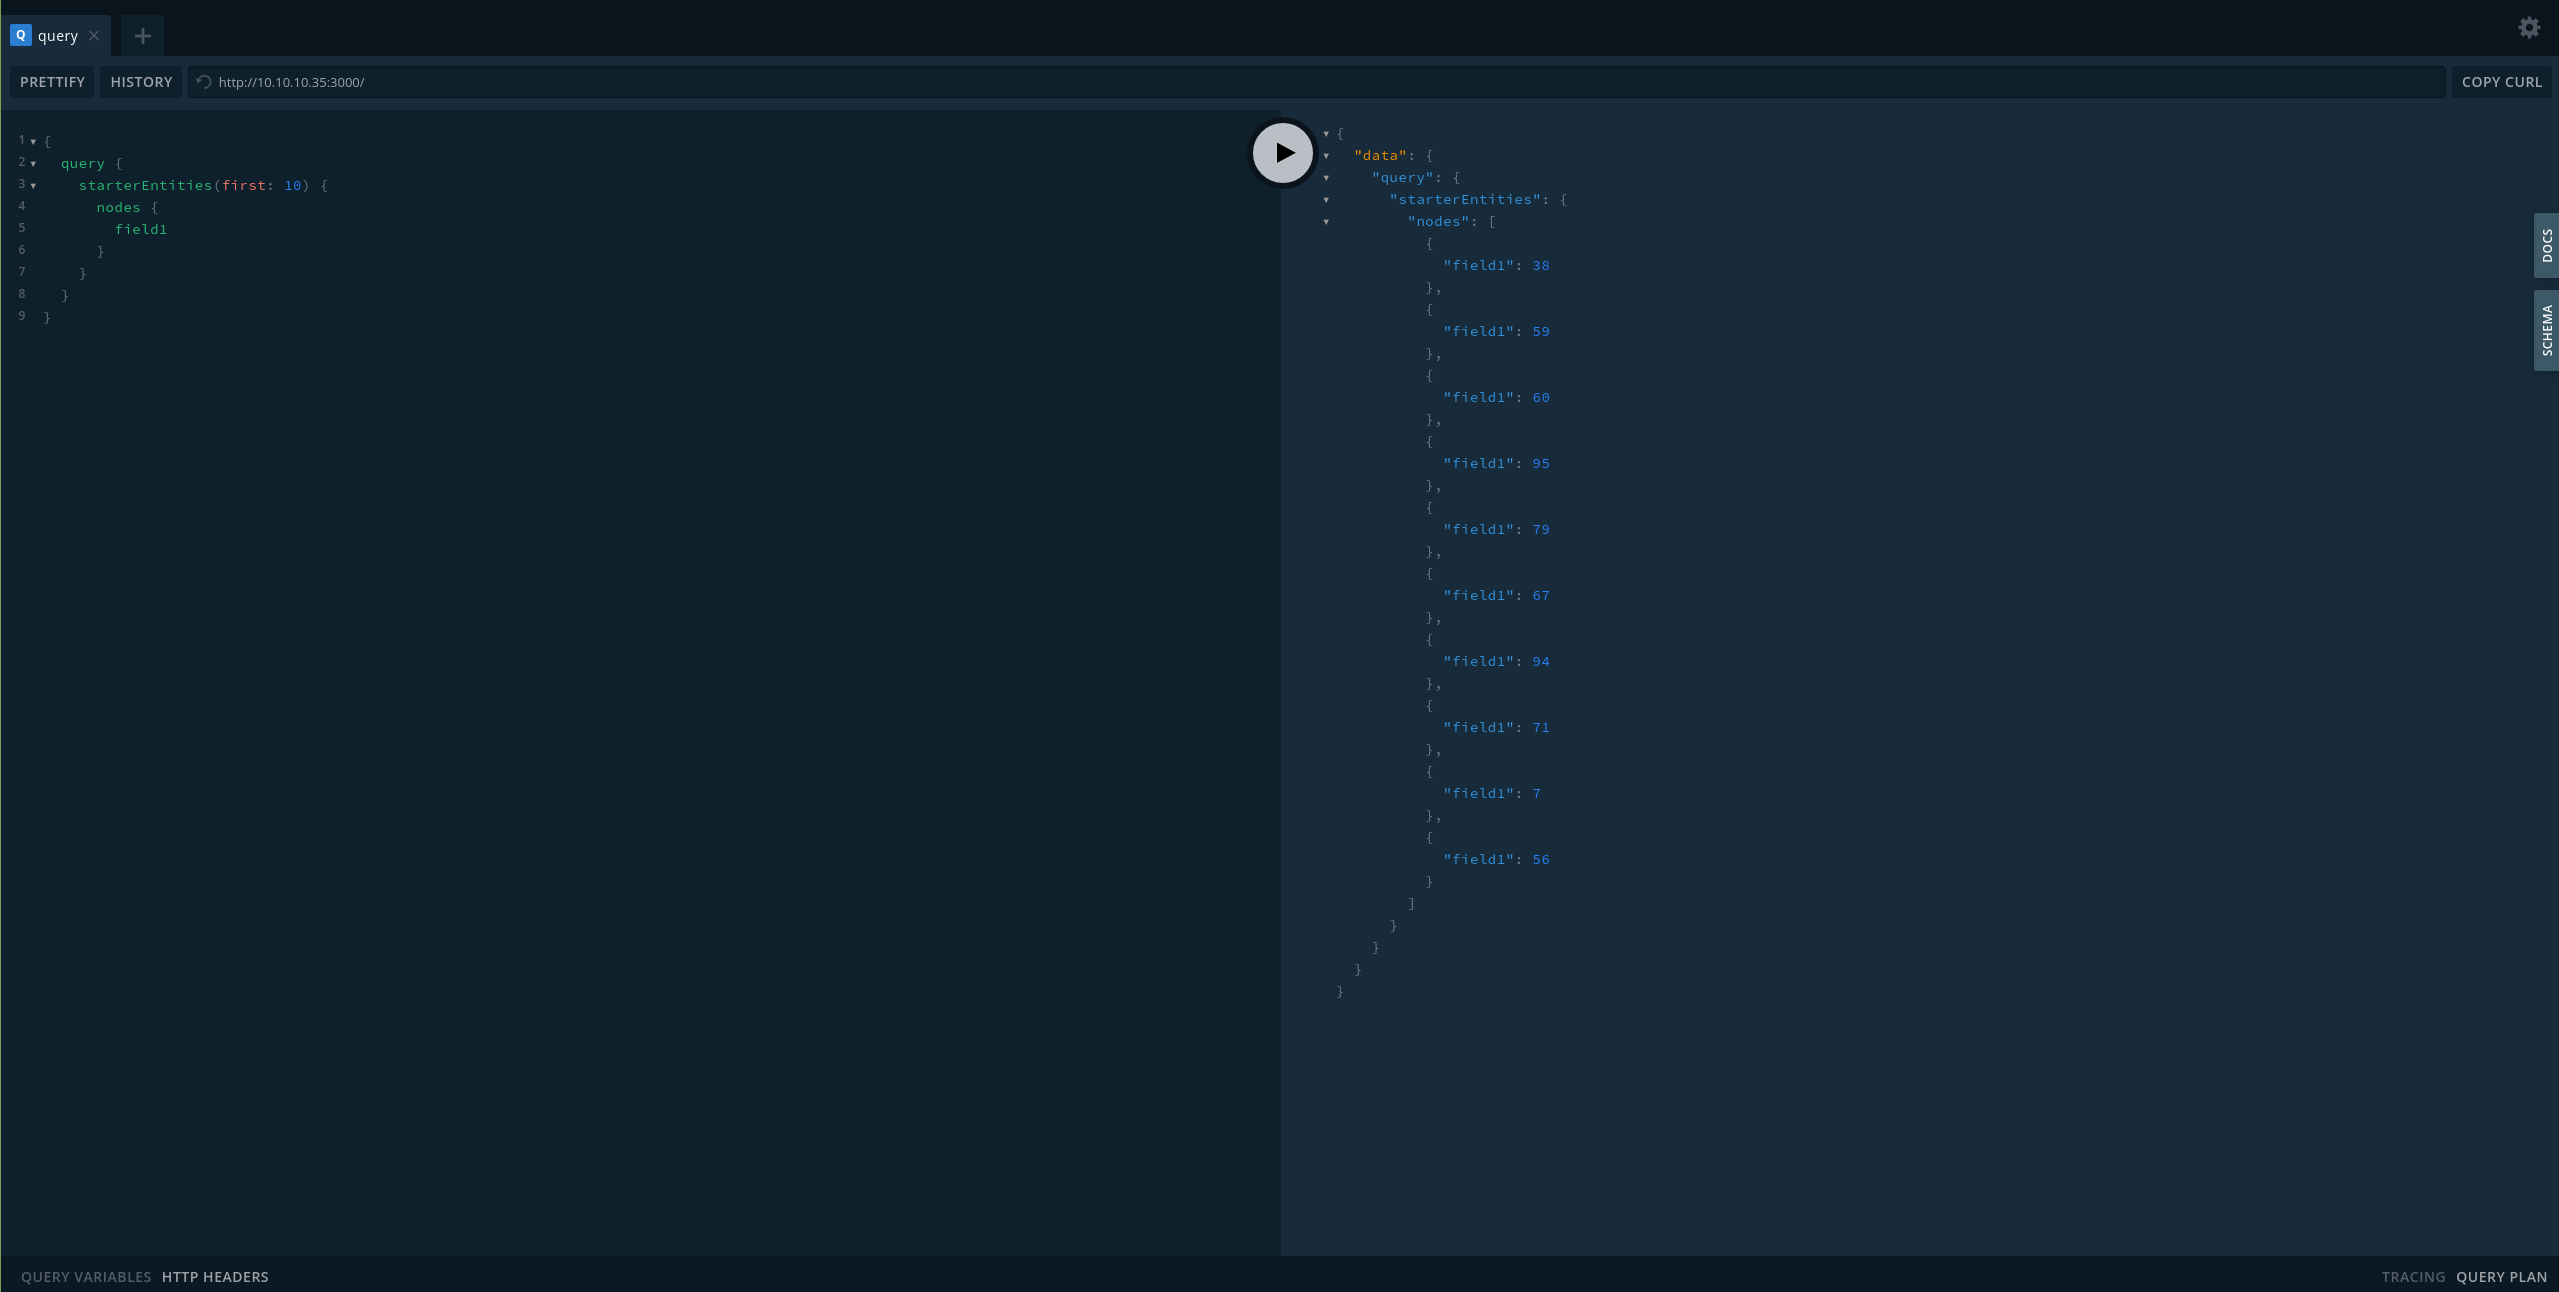 Q query
PRETTIFY HISTORY http://10.10.10.35:3000/ COPY CURL
1 {
2 query {
3 starterEntities(first: 10) {
4 nodes {
5 field1
6 }
7 }
8 }
9 }
{
"data": {
"query": {
"starterEntities": {
"nodes": [
{
"field1": 38
},
{
"field1": 59
},
{
"field1": 60
},
{
"field1": 95
},
{
"field1": 79
},
{
"field1": 67
},
{
"field1": 94
},
{
"field1": 71
},
{
"field1": 7
},
{
"field1": 56
}
]
}
}
}
}
DOCS
SCHEMA
QUERY VARIABLES HTTP HEADERS TRACING QUERY PLAN